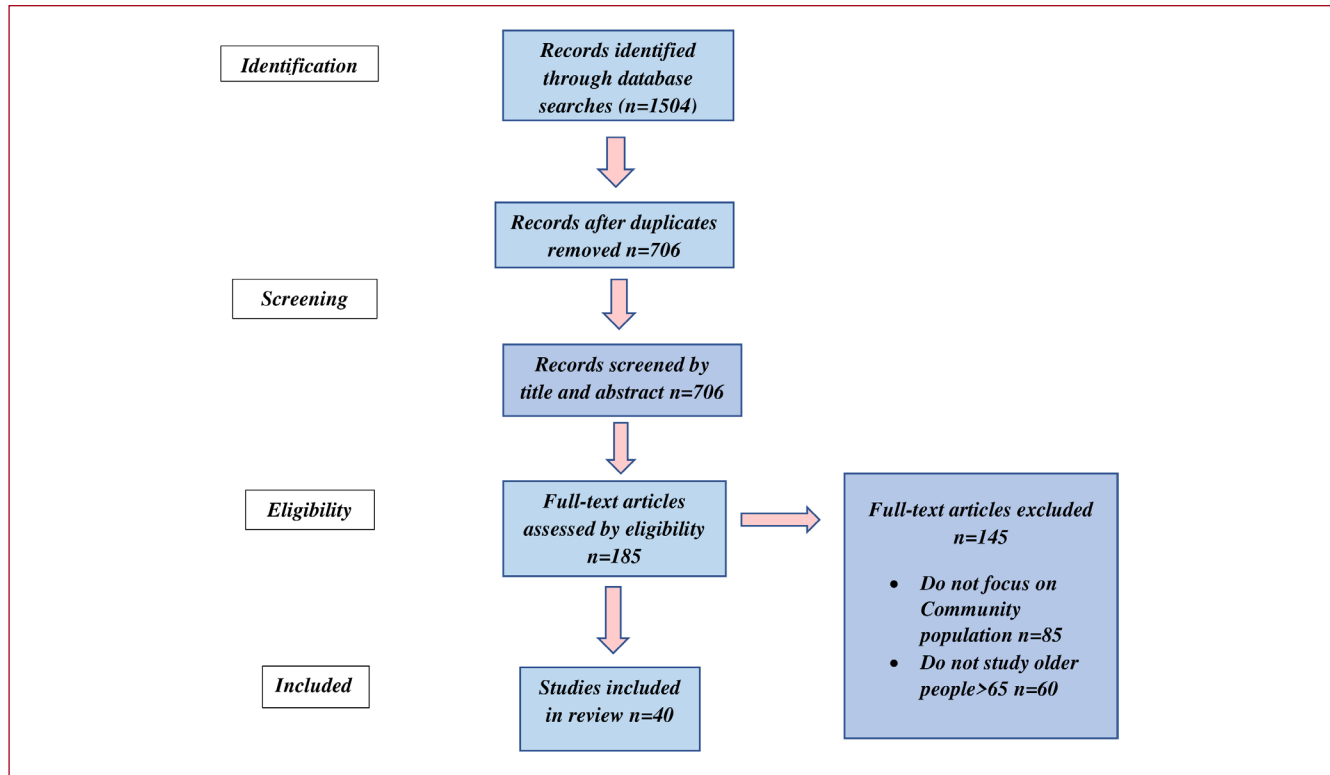 Identification
Records identified
through database
searches (n=1504)
Records after duplicates
removed n=706
Screening
Records screened by
title and abstract n=706
Eligibility
Full-text articles
assessed by eligibility
n=185
Full-text articles excluded
n=145
• Do not focus on
Community
population n=85
• Do not study older
people>65 n=60
Included
Studies included
in review n=40